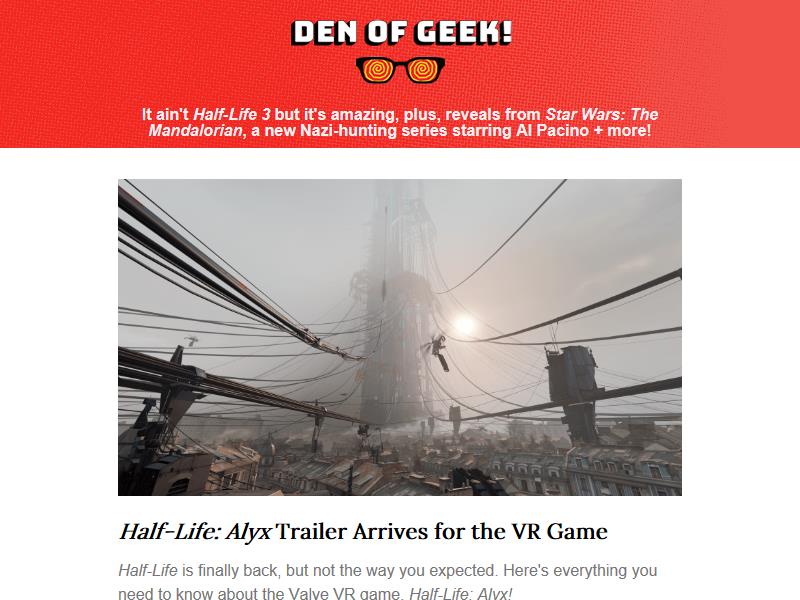 DEN OF GEEK!
It ain't Half-Life 3 but it's amazing, plus, reveals from Star Wars: The
Mandalorian, a new Nazi-hunting series starring Al Pacino + more!
Half-Life: Alyx Trailer Arrives for the VR Game
Half-Life is finally back, but not the way you expected. Here's everything you
need to know about the Valve VR game, Half-Life: Alyx!